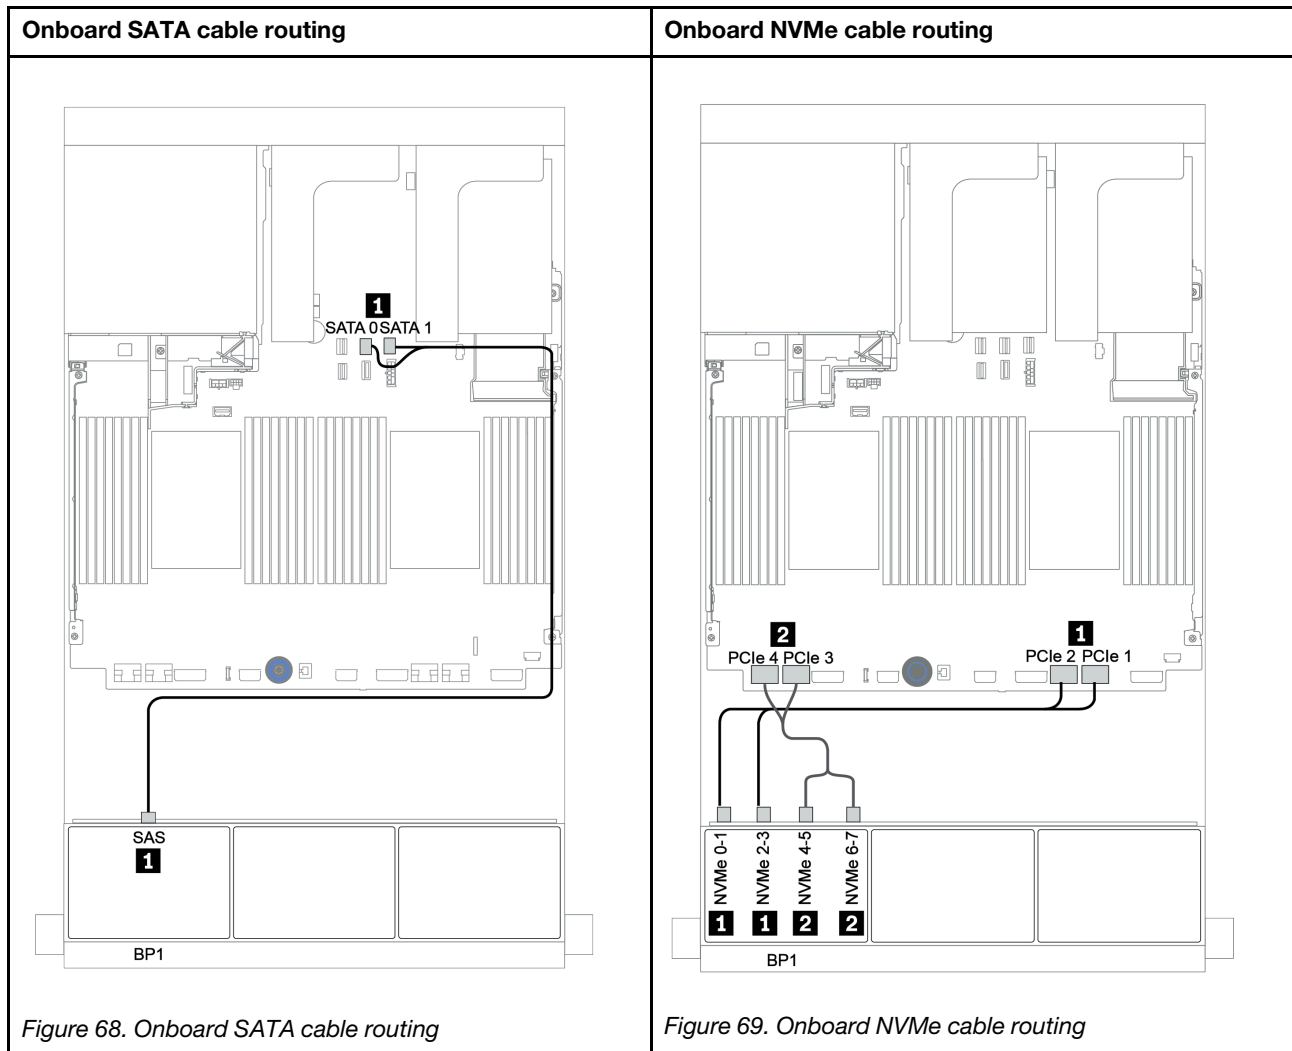 Onboard SATA cable routing
Onboard NVMe cable routing
1
SATA 0 SATA 1
SAS
1
BP1
Figure 68. Onboard SATA cable routing
2
PCIe 4 PCIe 3
1
PCIe 2 PCIe 1
NVMe 0-1
NVMe 2-3
NVMe 4-5
NVMe 6-7
1 1 2 2
BP1
Figure 69. Onboard NVMe cable routing